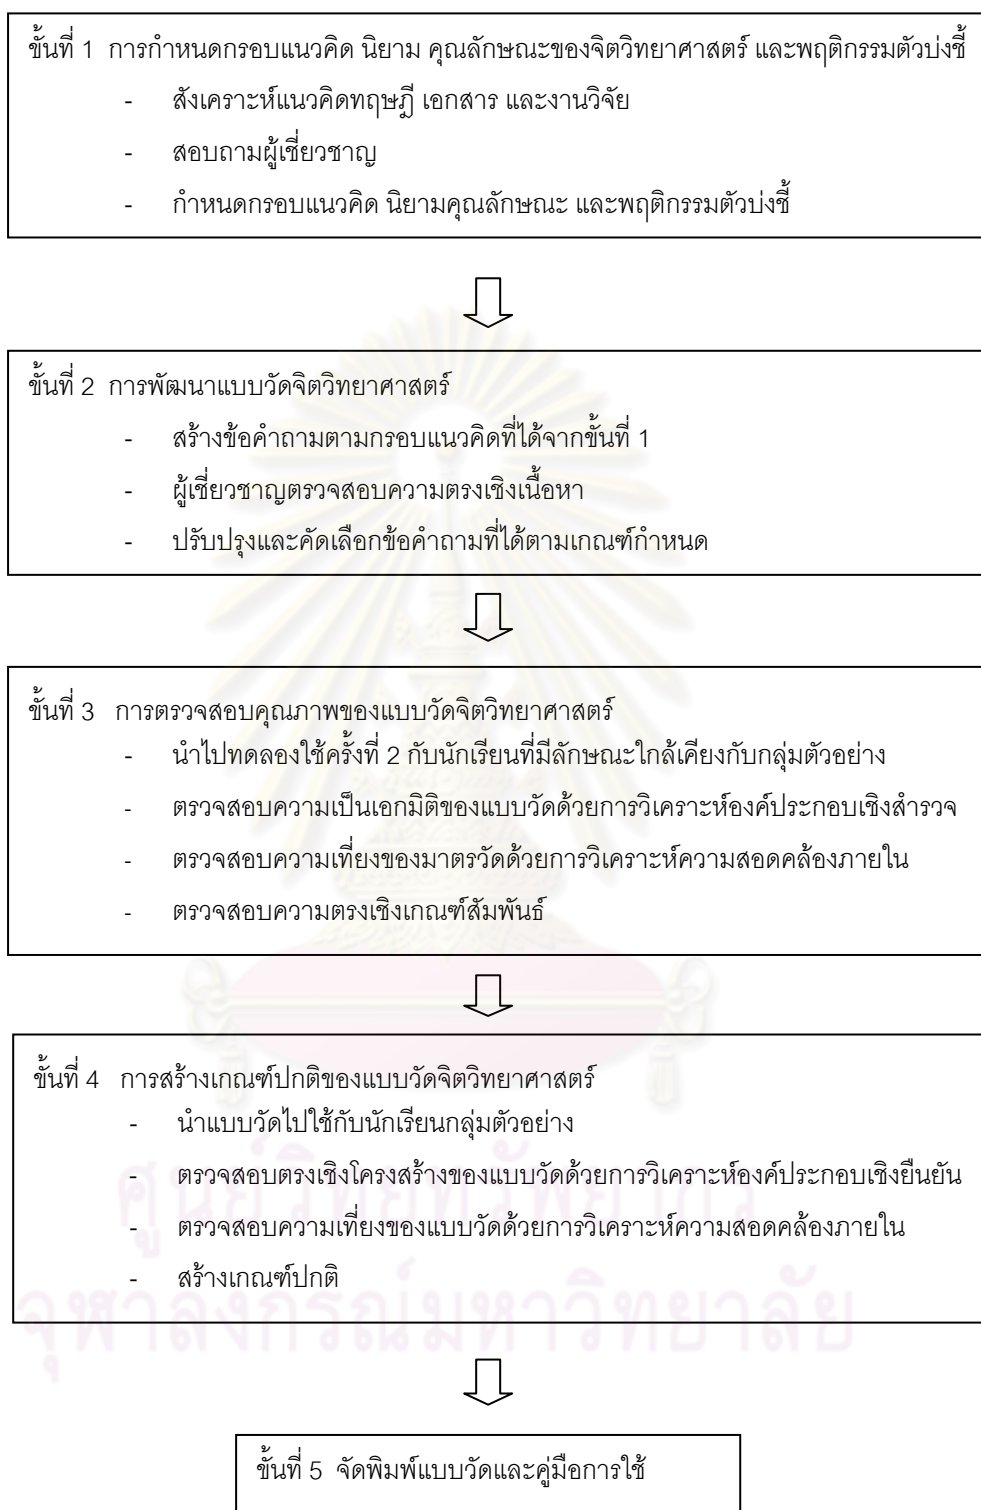 ขั้นที่ 1 การกำหนดกรอบแนวคิด นิยาม คุณลักษณะของจิตวิทยาศาสตร์ และพฤติกรรมตัวบ่งชี้
- สังเคราะห์แนวคิดทฤษฎี เอกสาร และงานวิจัย
- สอบถามผู้เชี่ยวชาญ
- กำหนดกรอบแนวคิด นิยามคุณลักษณะ และพฤติกรรมตัวบ่งชี้
ขั้นที่ 2 การพัฒนาแบบวัดจิตวิทยาศาสตร์
- สร้างข้อคำถามตามกรอบแนวคิดที่ได้จากขั้นที่ 1
- ผู้เชี่ยวชาญตรวจสอบความตรงเชิงเนื้อหา
- ปรับปรุงและคัดเลือกข้อคำถามที่ได้ตามเกณฑ์กำหนด
ขั้นที่ 3 การตรวจสอบคุณภาพของแบบวัดจิตวิทยาศาสตร์
- นำไปทดลองใช้ครั้งที่ 2 กับนักเรียนที่มีลักษณะใกล้เคียงกับกลุ่มตัวอย่าง
- ตรวจสอบความเป็นเอกมิติของแบบวัดด้วยการวิเคราะห์องค์ประกอบเชิงสำรวจ
- ตรวจสอบความเที่ยงของมาตรวัดด้วยการวิเคราะห์ความสอดคล้องภายใน
- ตรวจสอบความตรงเชิงเกณฑ์สัมพันธ์
ขั้นที่ 4 การสร้างเกณฑ์ปกติของแบบวัดจิตวิทยาศาสตร์
- นำแบบวัดไปใช้กับนักเรียนกลุ่มตัวอย่าง
- ตรวจสอบตรงเชิงโครงสร้างของแบบวัดด้วยการวิเคราะห์องค์ประกอบเชิงยืนยัน
- ตรวจสอบความเที่ยงของแบบวัดด้วยการวิเคราะห์ความสอดคล้องภายใน
- สร้างเกณฑ์ปกติ
ศูนย์วิทยทรัพยากร
จุฬาลงกรณ์มหาวิทยาลัย
ขั้นที่ 5 จัดพิมพ์แบบวัดและคู่มือการใช้